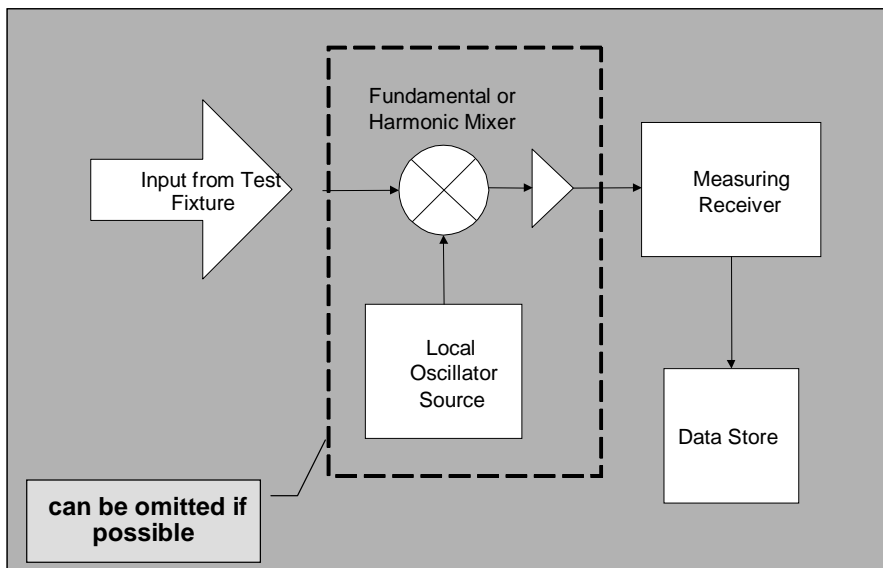 Fundamental or
Harmonic Mixer
Input from Test
Fixture
Measuring
Receiver
Local
Oscillator
Source
Data Store
can be omitted if
possible